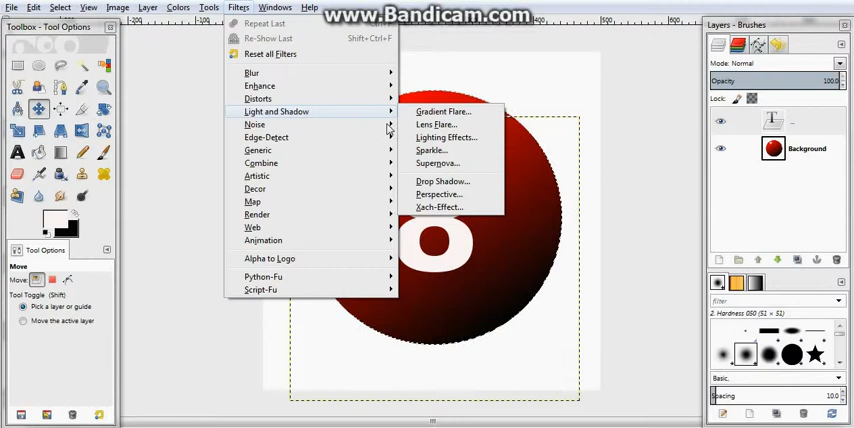 File Edit Select View Image Layer Colors Tools Filters Windows Help
www.Bandicam.com
Toolbox - Tool Options
Layers - Brushes
Repeat Last Ctrl+F
Re-Show Last Shift+Ctrl+F
Reset all Filters
Blur
Enhance
Distorts
Light and Shadow
Noise
Edge-Detect
Generic
Combine
Artistic
Decor
Map
Render
Web
Animation
Alpha to Logo
Python-Fu
Script-Fu
Gradient Flare...
Lens Flare...
Lighting Effects...
Sparkle...
Supernova...
Drop Shadow...
Perspective...
Xach-Effect...
Mode: Normal
Opacity 100.0
Lock:
Background
Tool Options
Move
Move:
Tool Toggle (Shift)
Pick a layer or guide
Move the active layer
filter
2. Hardness 050 (51 × 51)
Basic,
Spacing 10.0